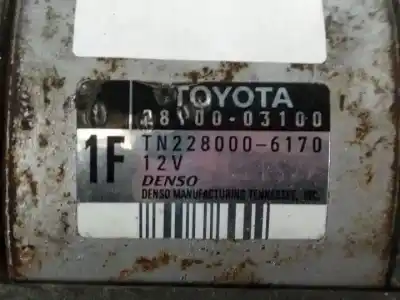 TOYOTA
28100-03100
1F
TN228000-6170
12V
DENSO
DENSO MANUFACTURING TENNESSEE, INC.